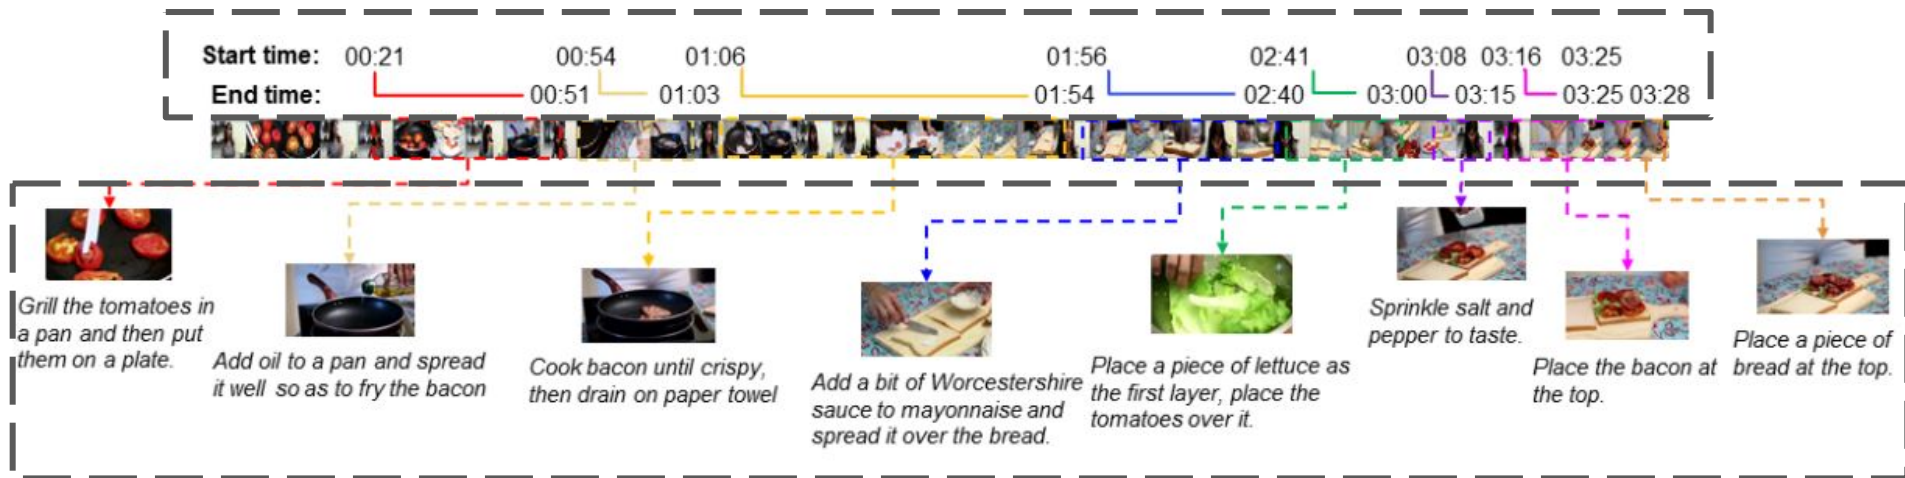 Start time: 00:21 00:54 01:06 01:56 02:41 03:08 03:16 03:25
End time: 00:51 01:03 01:54 02:40 03:00 03:15 03:25 03:28
Grill the tomatoes in
a pan and then put
them on a plate.
Add oil to a pan and spread
it well so as to fry the bacon
Cook bacon until crispy,
then drain on paper towel
Add a bit of Worcestershire
sauce to mayonnaise and
spread it over the bread.
Place a piece of lettuce as
the first layer, place the
tomatoes over it.
Sprinkle salt and
pepper to taste.
Place the bacon at
the top.
Place a piece of
bread at the top.